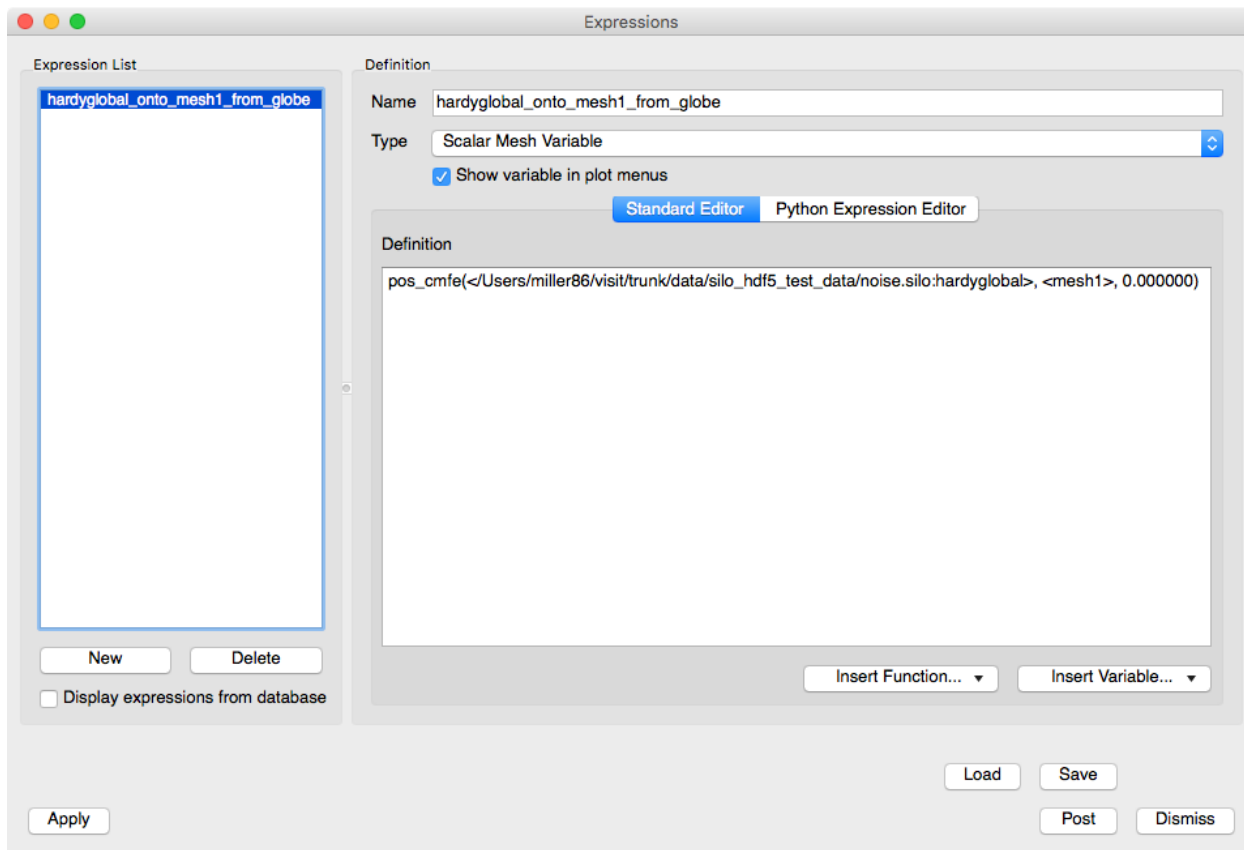 Expressions
Expression List
hardyglobal_onto_mesh1_from_globe
New Delete
Display expressions from database
Definition
Name hardyglobal_onto_mesh1_from_globe
Type Scalar Mesh Variable
Show variable in plot menus
Standard Editor Python Expression Editor
Definition
pos_cmfe(</Users/miller86/visit/trunk/data/silo_hdf5_test_data/noise.silo:hardyglobal>, <mesh1>, 0.000000)
Insert Function... Insert Variable...
Load Save
Apply Post Dismiss